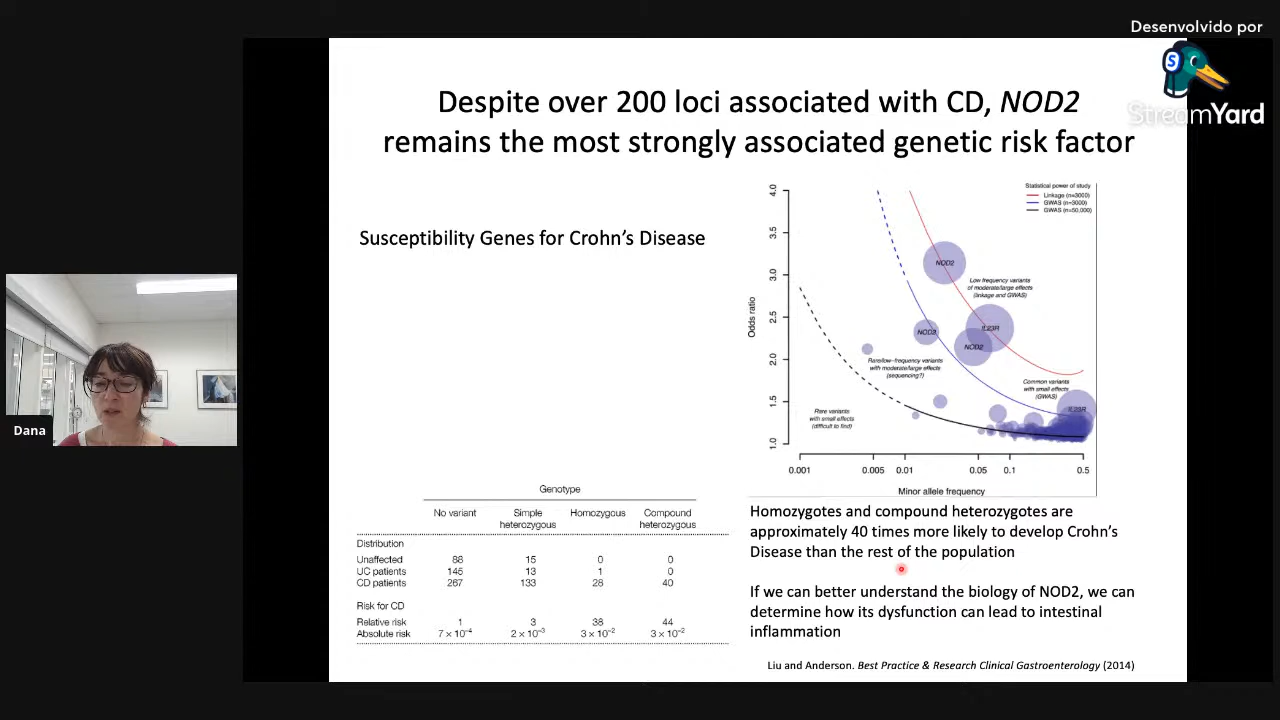 Desenvolvido por
StreamYard
Despite over 200 loci associated with CD, NOD2
remains the most strongly associated genetic risk factor
Susceptibility Genes for Crohn's Disease
Statistical power of study
Linkage (n=3000)
GWAS (n=3000)
GWAS (n=50,000)
4.0
3.5
3.0
2.5
2.0
1.5
1.0
Odds ratio
NOD2
Low frequency variants
of moderate/large effects
(linkage and GWAS)
IL23R
NOD2
NOD2
Rare/low-frequency variants
with moderate/large effects
(sequencing?)
Common variants
with small effects
(GWAS)
IL23R
Rare variants
with small effects
(difficult to find)
0.001 0.005 0.01 0.05 0.1 0.5
Minor allele frequency
Dana
Genotype
No variant Simple heterozygous Homozygous Compound heterozygous
Distribution
Unaffected 88 15 0 0
UC patients 145 13 1 0
CD patients 267 133 28 40
Risk for CD
Relative risk 1 3 38 44
Absolute risk 7 × 10⁻⁴ 2 × 10⁻³ 3 × 10⁻² 3 × 10⁻²
Homozygotes and compound heterozygotes are
approximately 40 times more likely to develop Crohn's
Disease than the rest of the population
If we can better understand the biology of NOD2, we can
determine how its dysfunction can lead to intestinal
inflammation
Liu and Anderson. Best Practice & Research Clinical Gastroenterology (2014)